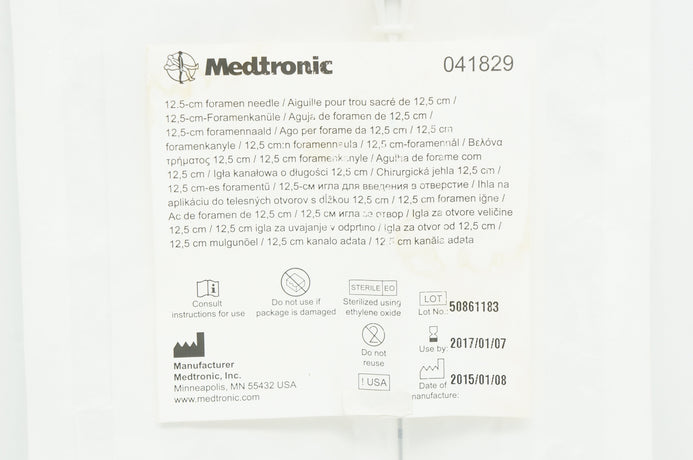 Medtronic
041829
12.5-cm foramen needle / Aiguille pour trou sacré de 12,5 cm /
12,5-cm-Foramenkanüle / Aguja de foramen de 12,5 cm /
12,5-cm foramennaald / Ago per forame da 12,5 cm / 12,5 cm
foramenkanyle / 12,5 cm:n foramenneula / 12,5 cm-foramennål / Βελόνα
τρήματος 12,5 cm / 12,5 cm foramenkanyle / Agulha de forame com
12,5 cm / Igła kanałowa o długości 12,5 cm / Chirurgická jehla 12,5 cm /
12,5 cm-es foramentű / 12,5-см игла для введения в отверстие / Ihla na
aplikáciu do telesných otvorov s dĺžkou 12,5 cm / 12,5 cm foramen iğne /
Ac de foramen de 12,5 cm / 12,5 см игла за отвор / Igla za otvore veličine
12,5 cm / 12,5 cm igla za uvajanje v odprtino / Igla za otvor od 12,5 cm /
12,5 cm mulgunõel / 12,5 cm kanalo adata / 12,5 cm kanāla adata
Consult
instructions for use
Do not use if
package is damaged
STERILE EO
Sterilized using
ethylene oxide
LOT
Lot No.: 50861183
Do not
reuse
Use by: 2017/01/07
! USA
Date of
manufacture: 2015/01/08
Manufacturer
Medtronic, Inc.
Minneapolis, MN 55432 USA
www.medtronic.com